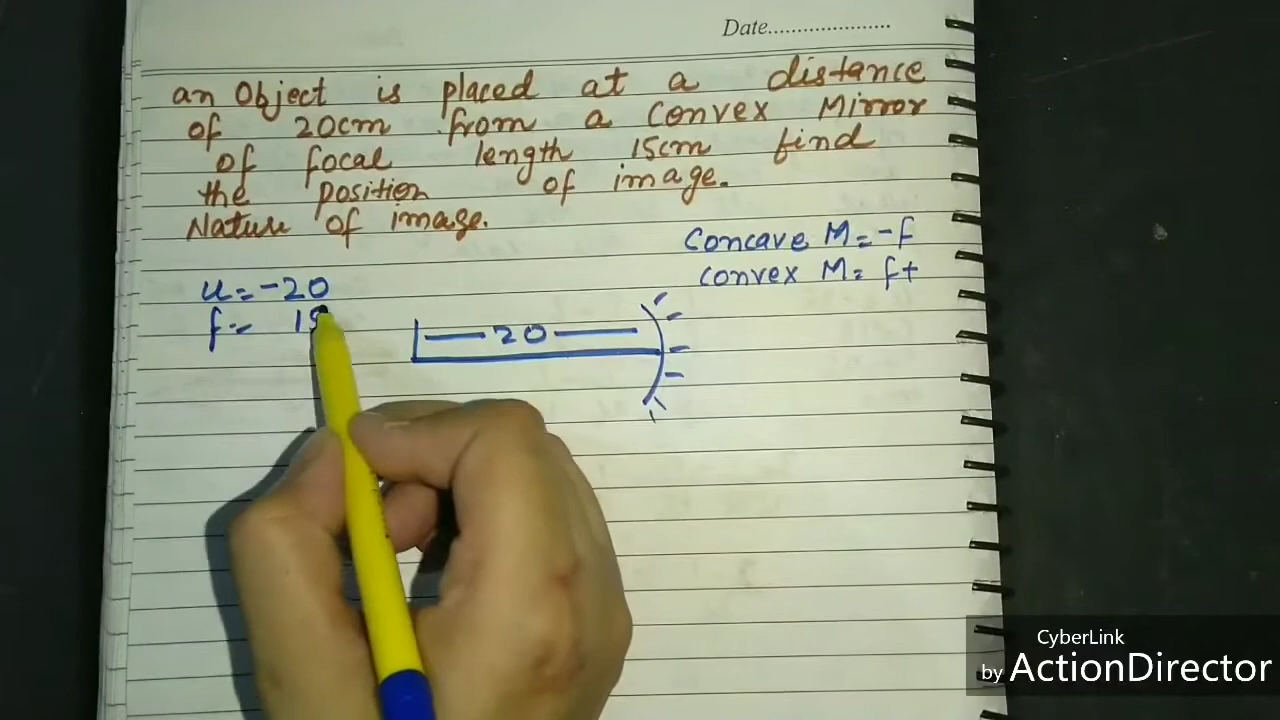 Date....................
an Object is placed at a distance
of 20cm from a convex Mirror
of focal length 15cm find
the position of image.
Nature of image.
Concave M = -f
convex M = f+
u = -20
f = 15
20
CyberLink
by ActionDirector